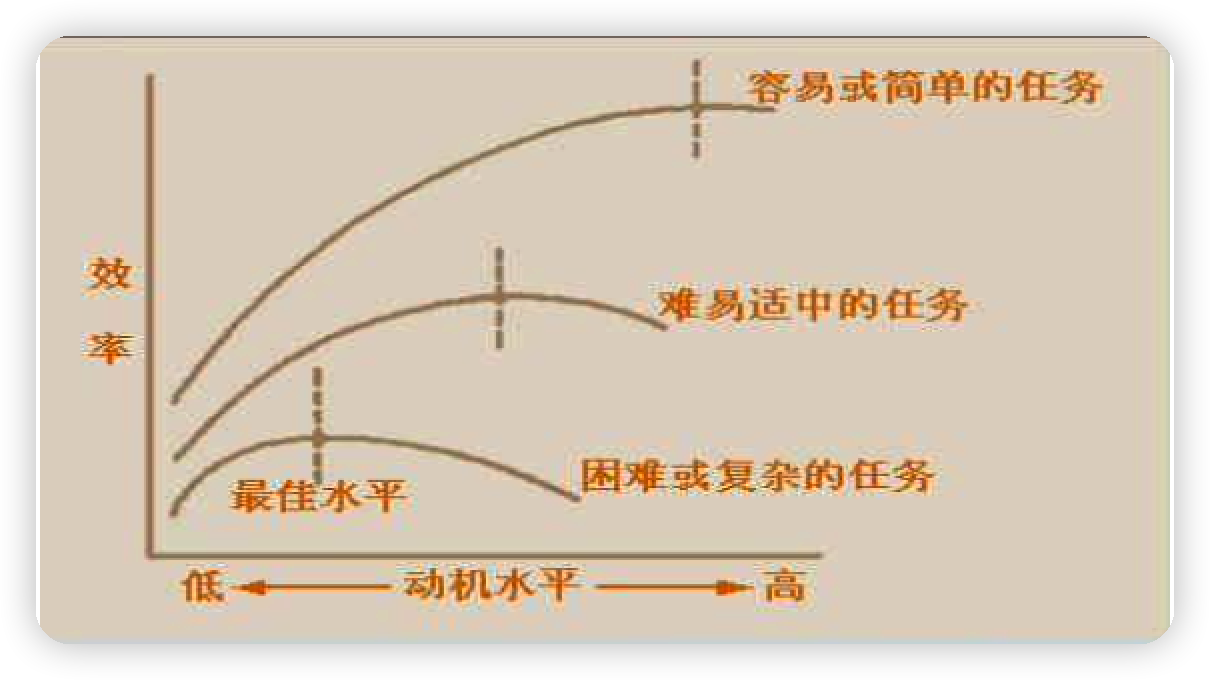 容易或简单的任务
效率
难易适中的任务
困难或复杂的任务
最佳水平
低 动机水平 高